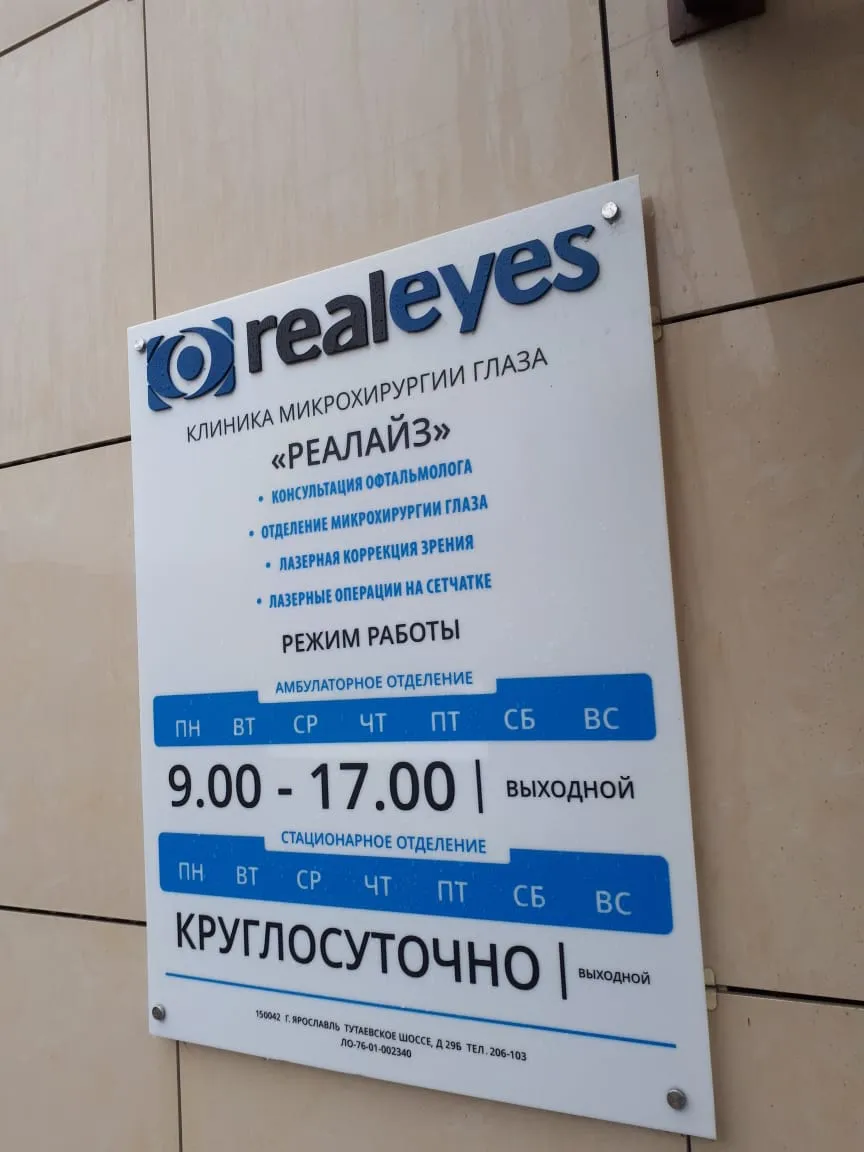 realeyes
КЛИНИКА МИКРОХИРУРГИИ ГЛАЗА
«РЕАЛАЙЗ»
• КОНСУЛЬТАЦИЯ ОФТАЛЬМОЛОГА
• ОТДЕЛЕНИЕ МИКРОХИРУРГИИ ГЛАЗА
• ЛАЗЕРНАЯ КОРРЕКЦИЯ ЗРЕНИЯ
• ЛАЗЕРНЫЕ ОПЕРАЦИИ НА СЕТЧАТКЕ
РЕЖИМ РАБОТЫ
АМБУЛАТОРНОЕ ОТДЕЛЕНИЕ
ПН ВТ СР ЧТ ПТ СБ ВС
9.00 - 17.00 | ВЫХОДНОЙ
СТАЦИОНАРНОЕ ОТДЕЛЕНИЕ
ПН ВТ СР ЧТ ПТ СБ ВС
КРУГЛОСУТОЧНО | ВЫХОДНОЙ
150042 Г. ЯРОСЛАВЛЬ ТУТАЕВСКОЕ ШОССЕ, Д 29Б ТЕЛ. 206-103
ЛО-76-01-002340